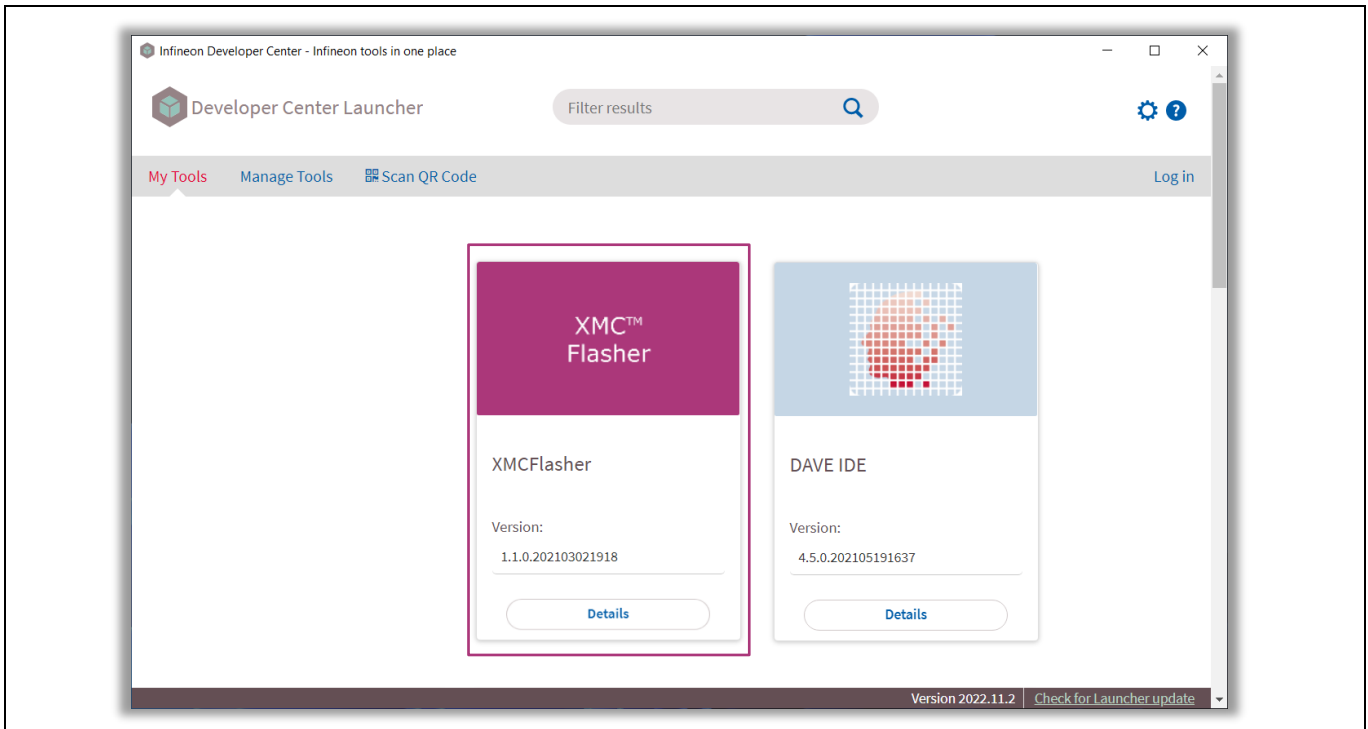 Infineon Developer Center - Infineon tools in one place
Developer Center Launcher
Filter results
?
My Tools
Manage Tools
Scan QR Code
Log in
XMC™
Flasher
XMCFlasher
Version:
1.1.0.202103021918
Details
DAVE IDE
Version:
4.5.0.202105191637
Details
Version 2022.11.2
Check for Launcher update